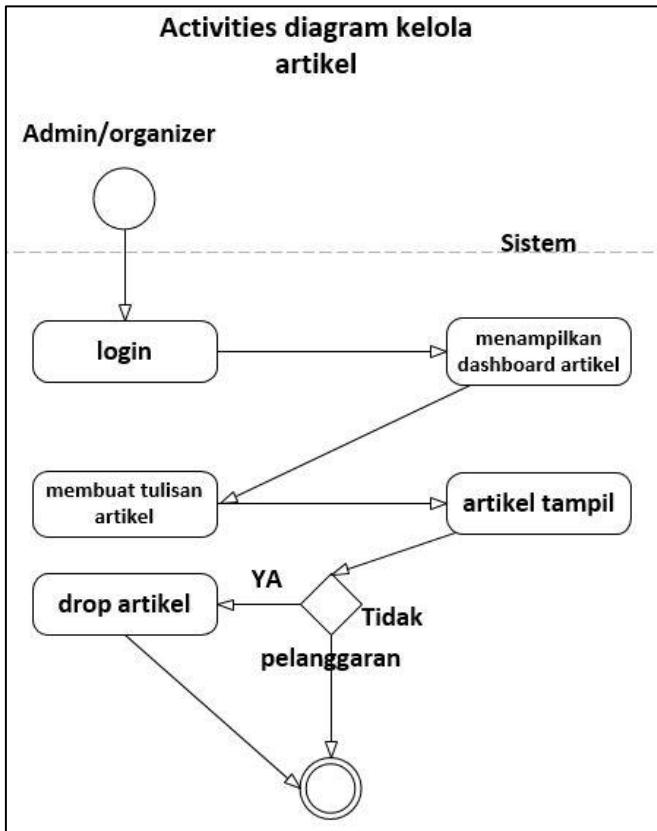 Activities diagram kelola
artikel
Admin/organizer
Sistem
login
menampilkan
dashboard artikel
membuat tulisan
artikel
artikel tampil
YA
drop artikel
Tidak
pelanggaran